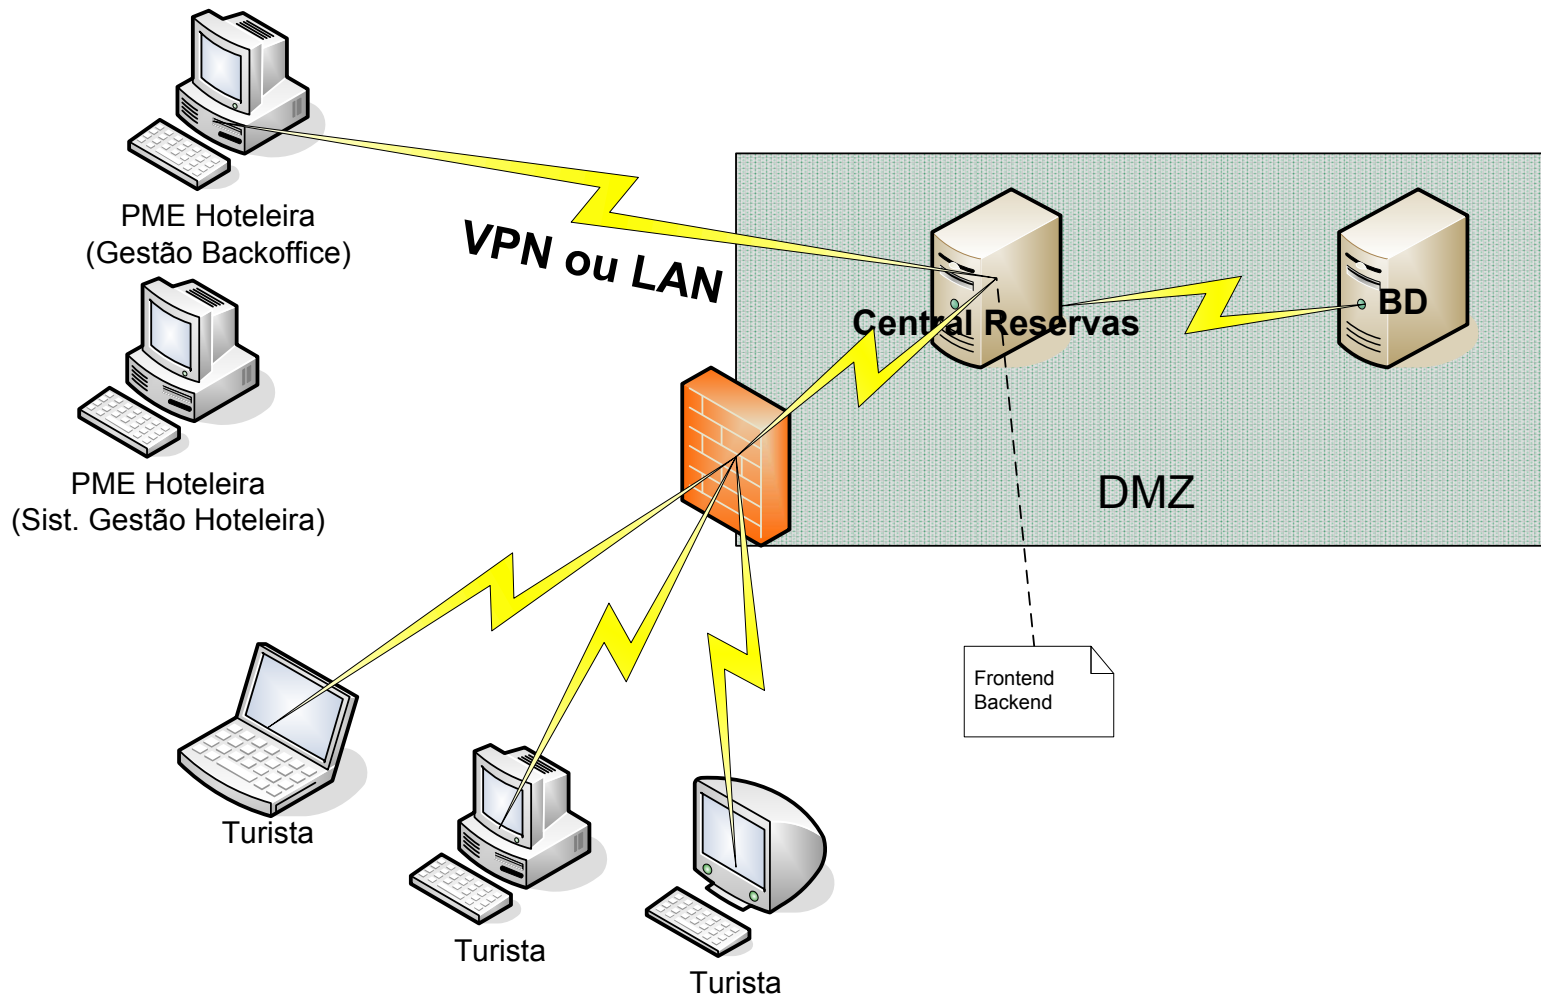 PME Hoteleira
(Gestão Backoffice)
VPN ou LAN
Central Reservas
BD
PME Hoteleira
(Sist. Gestão Hoteleira)
DMZ
Frontend
Backend
Turista
Turista
Turista